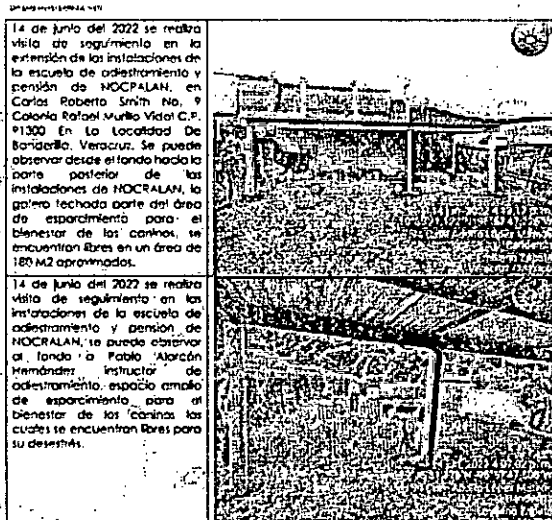 14 de junio del 2022 se realiza
visita de seguimiento en la
extensión de las instalaciones de
la escuela de adiestramiento y
pensión de NOCPALAN, en
Carlos Roberto Smith No. 9
Colonia Rafael Murillo Vidal C.P.
91300 En La Localidad De
Banderilla, Veracruz. Se puede
observar desde el fondo hacia la
parte posterior de las
instalaciones de NOCRALAN, la
galera techada parte del área
de esparcimiento para el
bienestar de los caninos, se
encuentran libres en un área de
180 M2 aproximados.
14 de junio del 2022 se realiza
visita de seguimiento en las
instalaciones de la escuela de
adiestramiento y pensión de
NOCRALAN, se puede observar
al fondo a Pablo Alarcón
Hernández instructor de
adiestramiento, espacio amplio
de esparcimiento para el
bienestar de los caninos los
cuales se encuentran libres para
su desestrés.